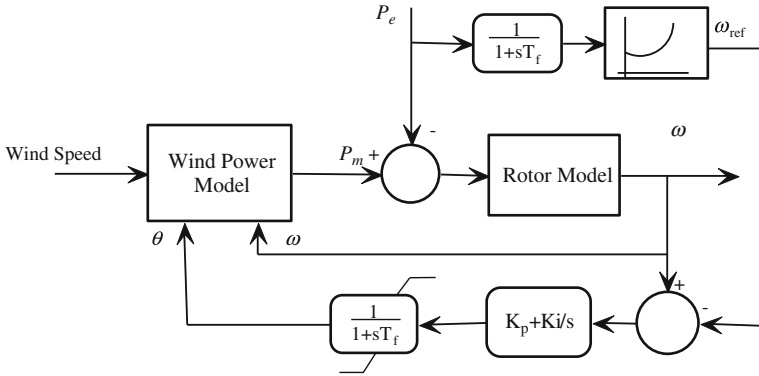 P_e
1
1+sT_f
ω_ref
-
ω
Wind Speed
Wind Power
Model
P_m +
Rotor Model
θ
ω
+
-
1
1+sT_f
K_p+Ki/s